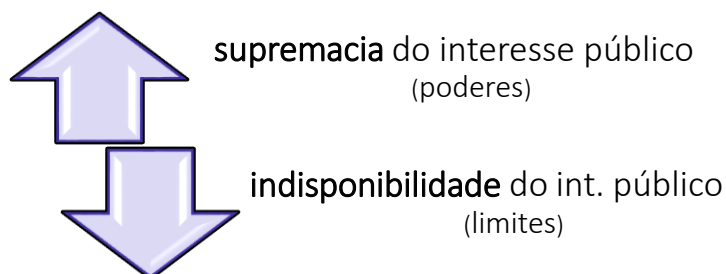 supremacia do interesse público
(poderes)
indisponibilidade do int. público
(limites)